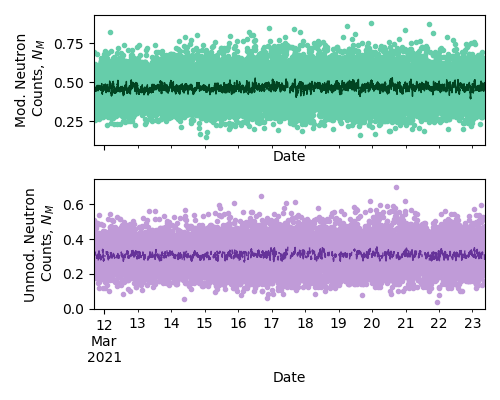 Mod. Neutron
Counts, N_M
0.75
0.50
0.25
Date
Unmod. Neutron
Counts, N_M
0.6
0.4
0.2
0.0
12 13 14 15 16 17 18 19 20 21 22 23
Mar
2021
Date